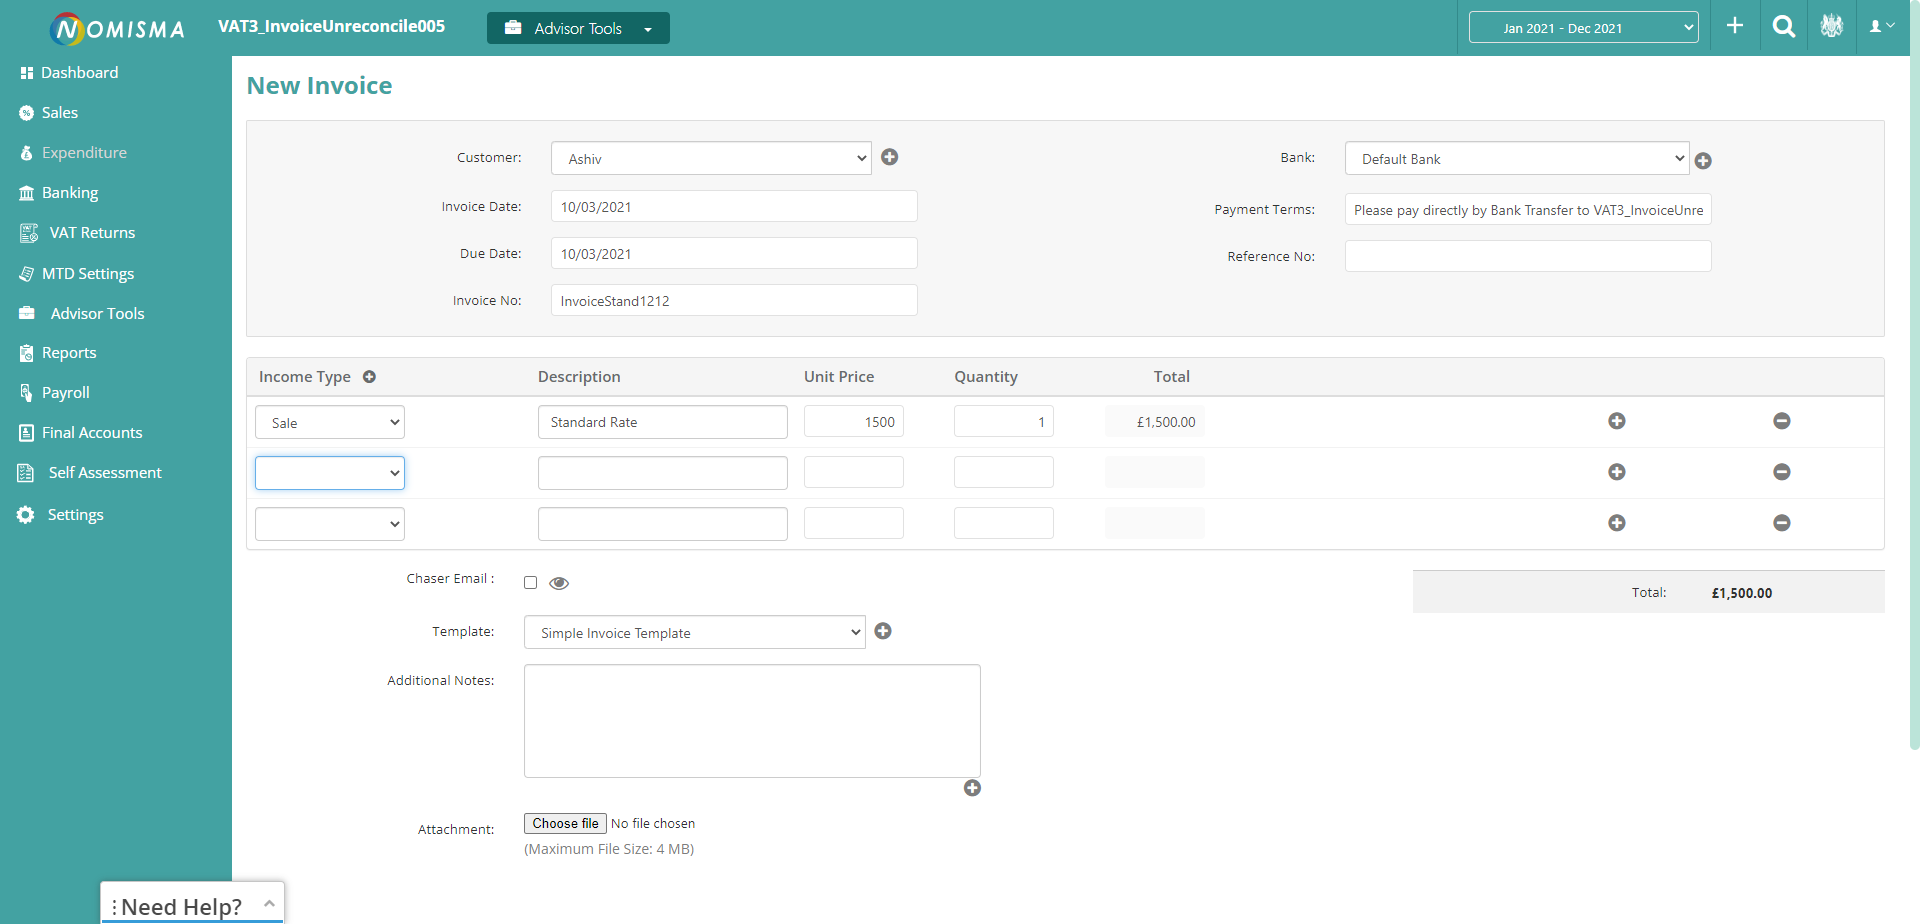 NOMISMA
VAT3_InvoiceUnreconcile005
Advisor Tools
Jan 2021 - Dec 2021
Dashboard
Sales
Expenditure
Banking
VAT Returns
MTD Settings
Advisor Tools
Reports
Payroll
Final Accounts
Self Assessment
Settings
New Invoice
Customer: Ashiv
Bank: Default Bank
Invoice Date: 10/03/2021
Payment Terms: Please pay directly by Bank Transfer to VAT3_InvoiceUnre
Due Date: 10/03/2021
Reference No:
Invoice No: InvoiceStand1212
Income Type Description Unit Price Quantity Total
Sale Standard Rate 1500 1 £1,500.00
Chaser Email :
Total: £1,500.00
Template: Simple Invoice Template
Additional Notes:
Attachment: Choose file No file chosen
(Maximum File Size: 4 MB)
Need Help?